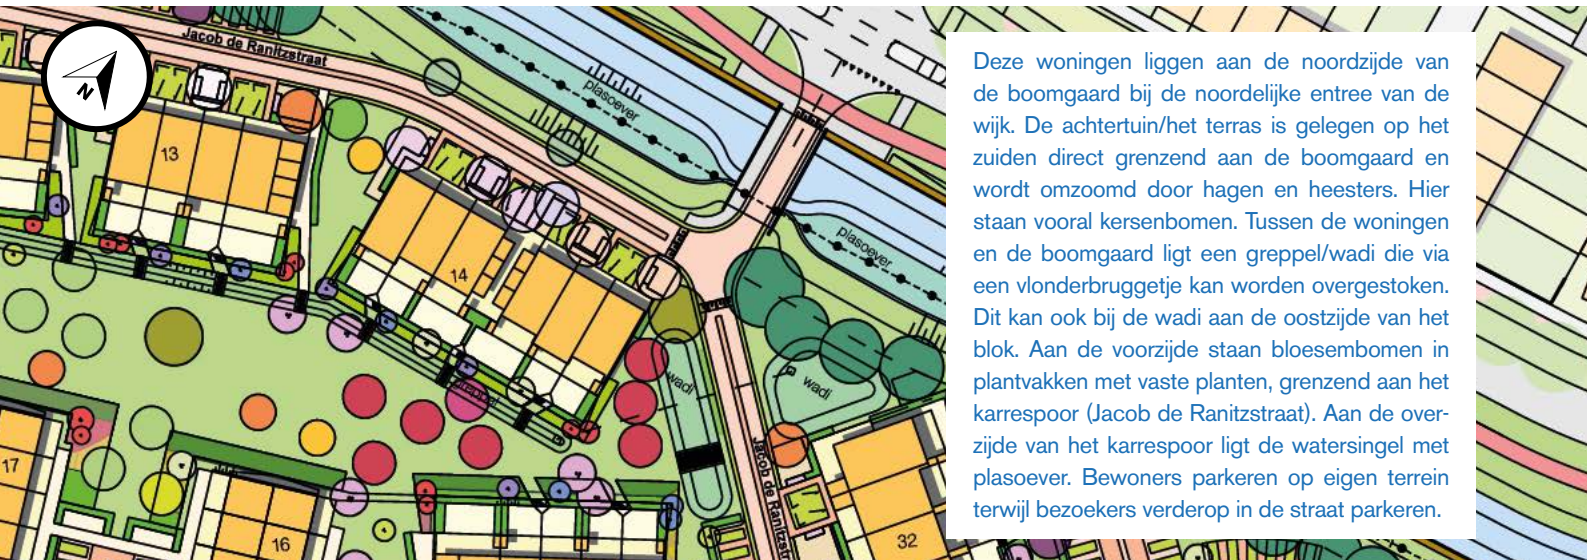 Jacob de Ranitzstraat
N
13
plasoever
14
plasoever
greppel
wadi
wadi
17
16
Jacob de Ranitzstr
32
Deze woningen liggen aan de noordzijde van
de boomgaard bij de noordelijke entree van de
wijk. De achtertuin/het terras is gelegen op het
zuiden direct grenzend aan de boomgaard en
wordt omzoomd door hagen en heesters. Hier
staan vooral kersenbomen. Tussen de woningen
en de boomgaard ligt een greppel/wadi die via
een vlonderbruggetje kan worden overgestoken.
Dit kan ook bij de wadi aan de oostzijde van het
blok. Aan de voorzijde staan bloesembomen in
plantvakken met vaste planten, grenzend aan het
karrespoor (Jacob de Ranitzstraat). Aan de over-
zijde van het karrespoor ligt de watersingel met
plasoever. Bewoners parkeren op eigen terrein
terwijl bezoekers verderop in de straat parkeren.